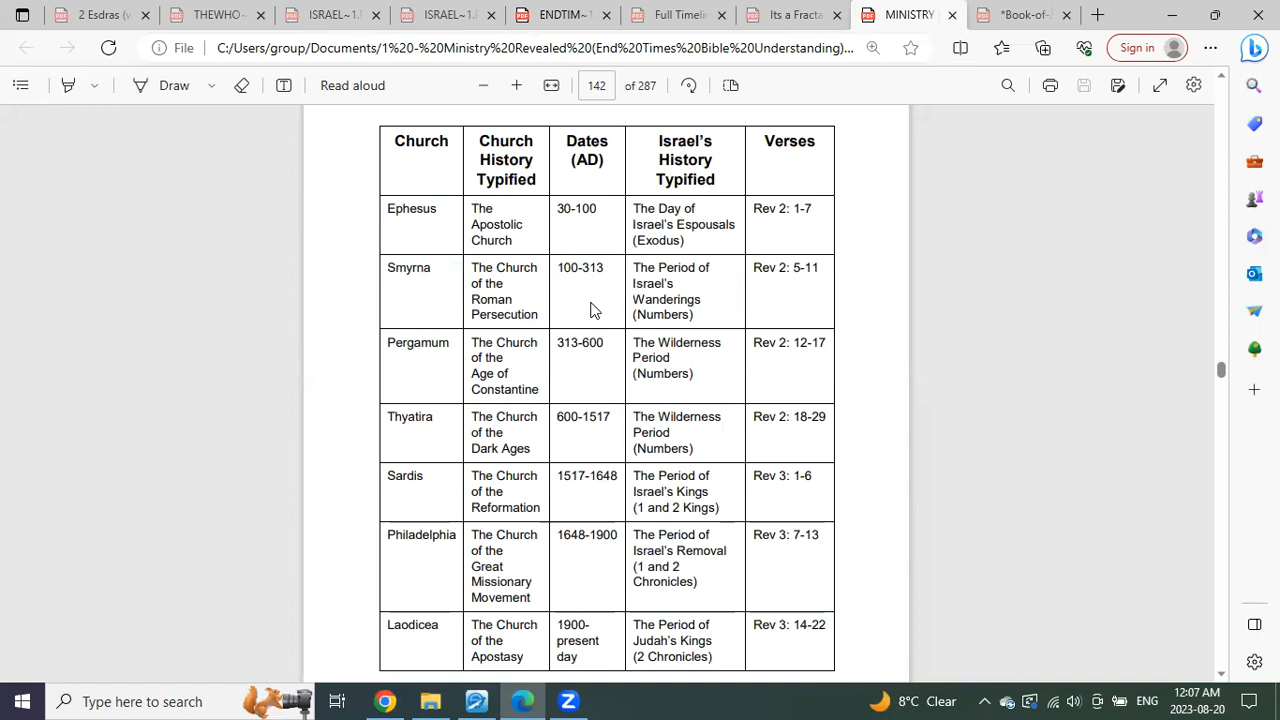 2 Esdras (v
THEWHO-
ISRAEL~1.F
ISRAEL~1.F
ENDTIM~1.
Full Timeli
Its a Fracta
MINISTRY
*Book-of-J
File
C:/Users/group/Documents/1%20-%20Ministry%20Revealed%20(End%20Times%20Bible%20Understanding)...
Sign in
Draw
Read aloud
142
of 287
Church
Church
History
Typified
Dates
(AD)
Israel's
History
Typified
Verses
Ephesus
The
Apostolic
Church
30-100
The Day of
Israel's Espousals
(Exodus)
Rev 2: 1-7
Smyrna
The Church
of the
Roman
Persecution
100-313
The Period of
Israel's
Wanderings
(Numbers)
Rev 2: 5-11
Pergamum
The Church
of the
Age of
Constantine
313-600
The Wilderness
Period
(Numbers)
Rev 2: 12-17
Thyatira
The Church
of the
Dark Ages
600-1517
The Wilderness
Period
(Numbers)
Rev 2: 18-29
Sardis
The Church
of the
Reformation
1517-1648
The Period of
Israel's Kings
(1 and 2 Kings)
Rev 3: 1-6
Philadelphia
The Church
of the
Great
Missionary
Movement
1648-1900
The Period of
Israel's Removal
(1 and 2
Chronicles)
Rev 3: 7-13
Laodicea
The Church
of the
Apostasy
1900-
present
day
The Period of
Judah's Kings
(2 Chronicles)
Rev 3: 14-22
Type here to search
8°C Clear
ENG
12:07 AM
2023-08-20